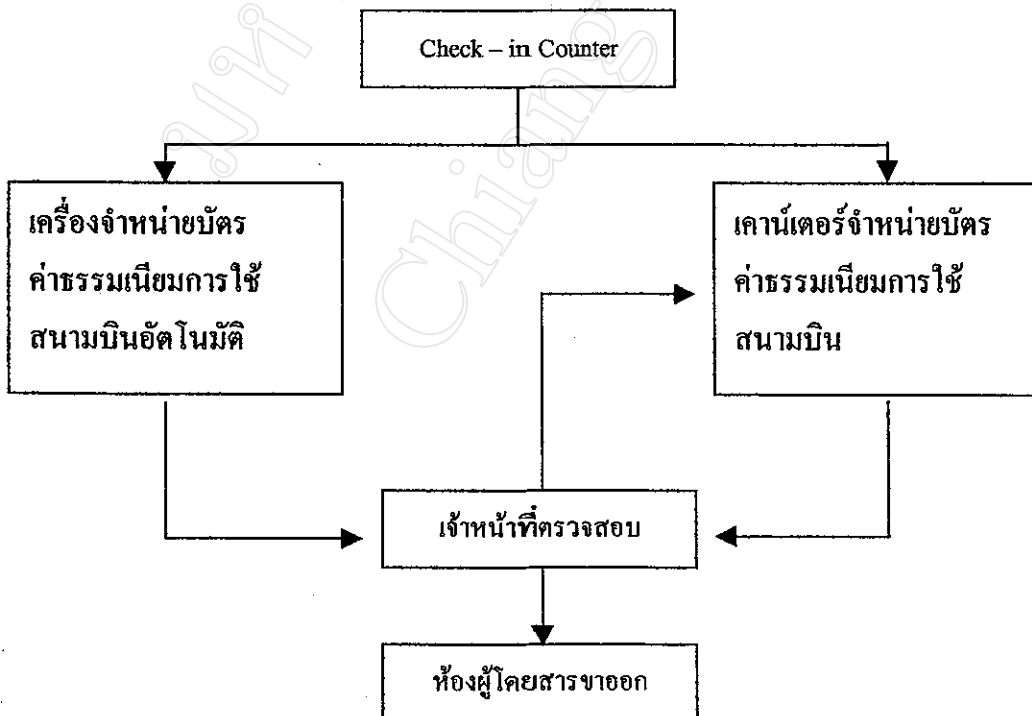 Check – in Counter
เครื่องจำหน่ายบัตร
ค่าธรรมเนียมการใช้
สนามบินอัตโนมัติ
เคาน์เตอร์จำหน่ายบัตร
ค่าธรรมเนียมการใช้
สนามบิน
เจ้าหน้าที่ตรวจสอบ
ห้องผู้โดยสารขาออก
Chiang